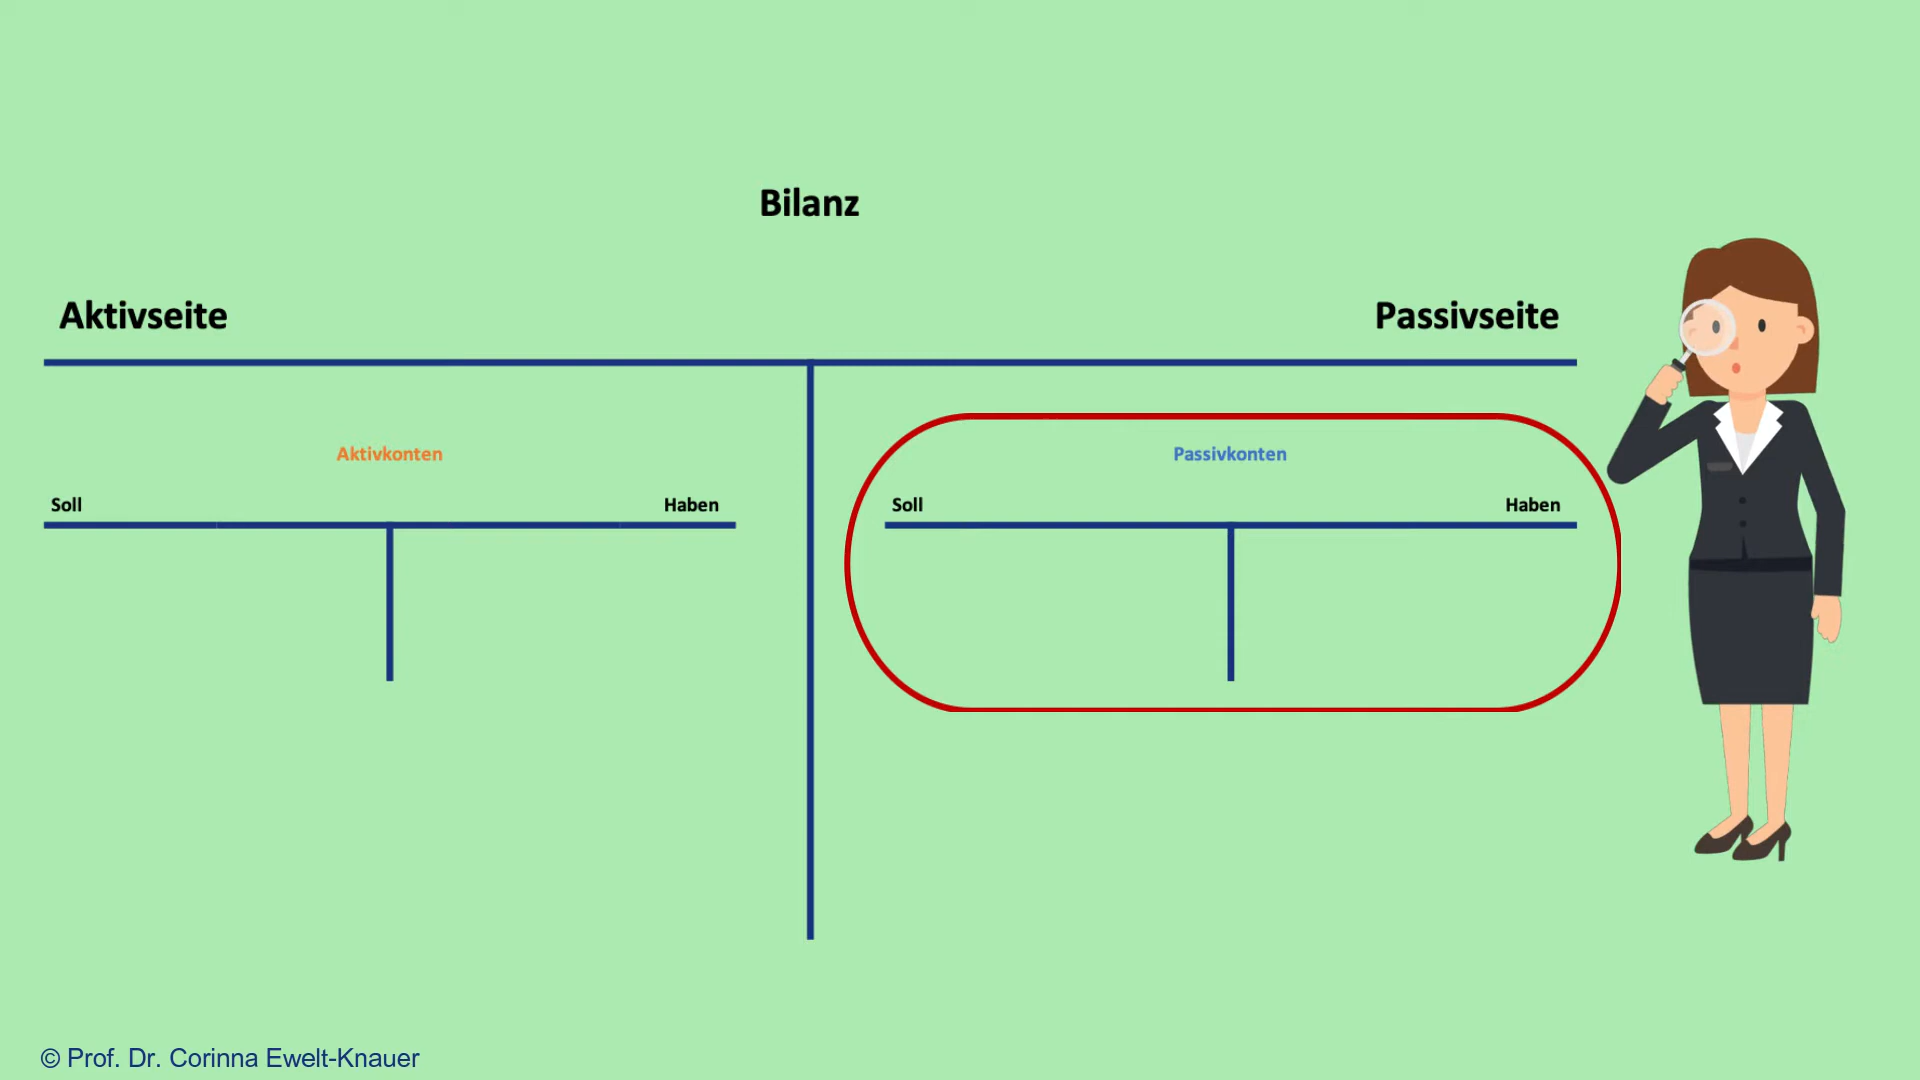 Bilanz
Aktivseite
Passivseite
Aktivkonten
Soll
Haben
Passivkonten
Soll
Haben
© Prof. Dr. Corinna Ewelt-Knauer